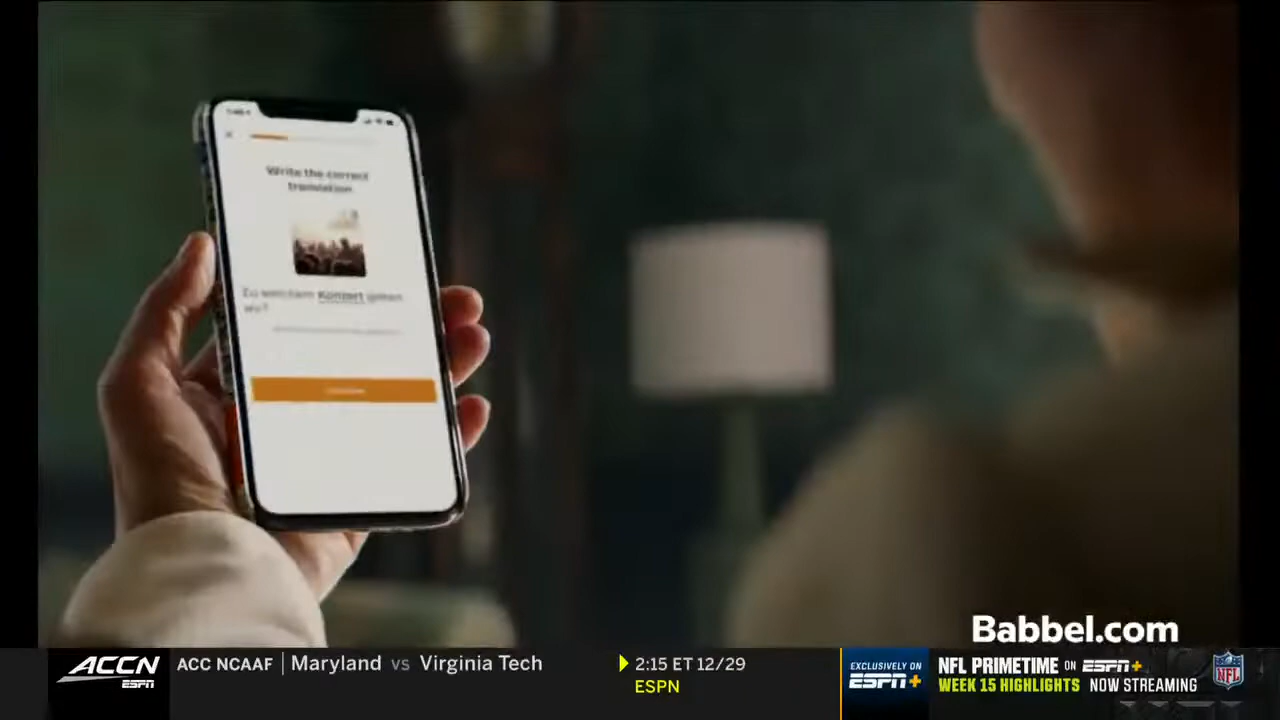 Write the correct
translation
Konzert
wir?
Babbel.com
ACCN
ESPN
ACC NCAAF
Maryland vs Virginia Tech
2:15 ET 12/29
ESPN
EXCLUSIVELY ON
ESPN+
NFL PRIMETIME ON ESPN+
WEEK 15 HIGHLIGHTS NOW STREAMING
NFL